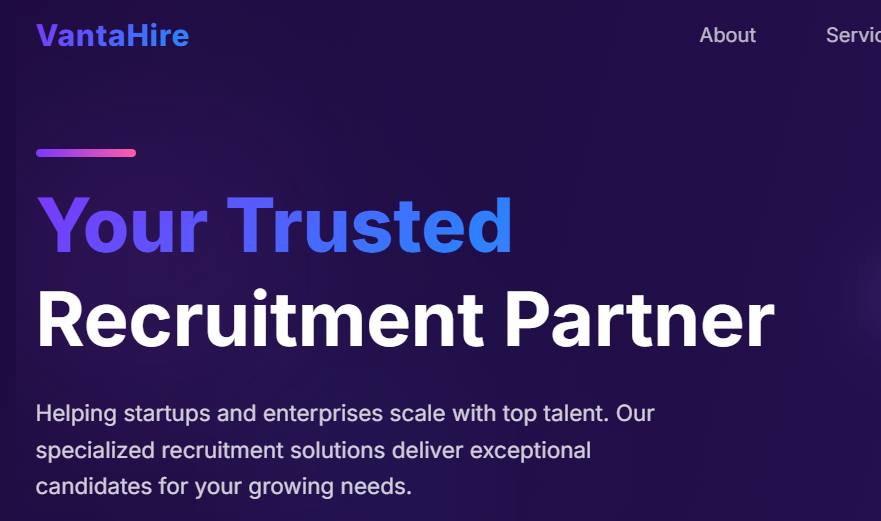 VantaHire
About
Your Trusted
Recruitment Partner
Helping startups and enterprises scale with top talent. Our
specialized recruitment solutions deliver exceptional
candidates for your growing needs.